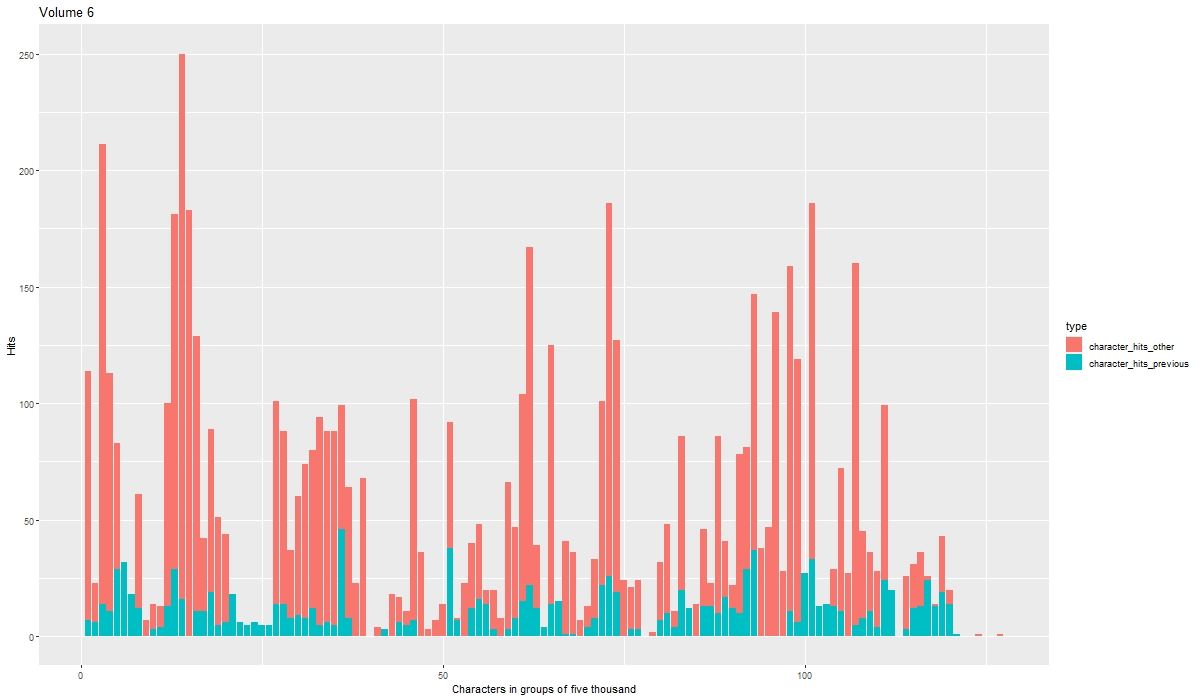 Volume 6
250
200
150
100
50
0
Hits
0
50
100
Characters in groups of five thousand
type
character_hits_other
character_hits_previous